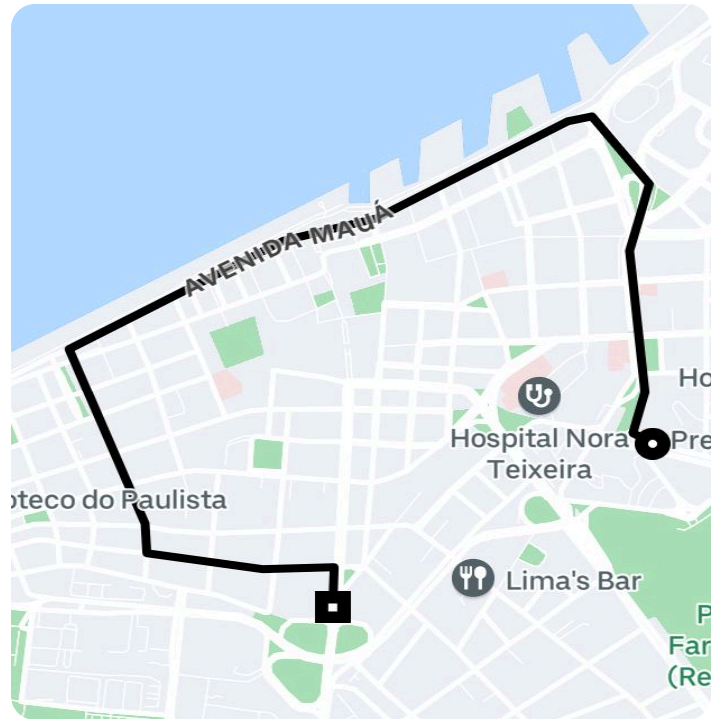 AVENIDA MAUÁ
Ho
Hospital Nora
Teixeira
Pre
oteco do Paulista
Lima's Bar
P
Far
(Re